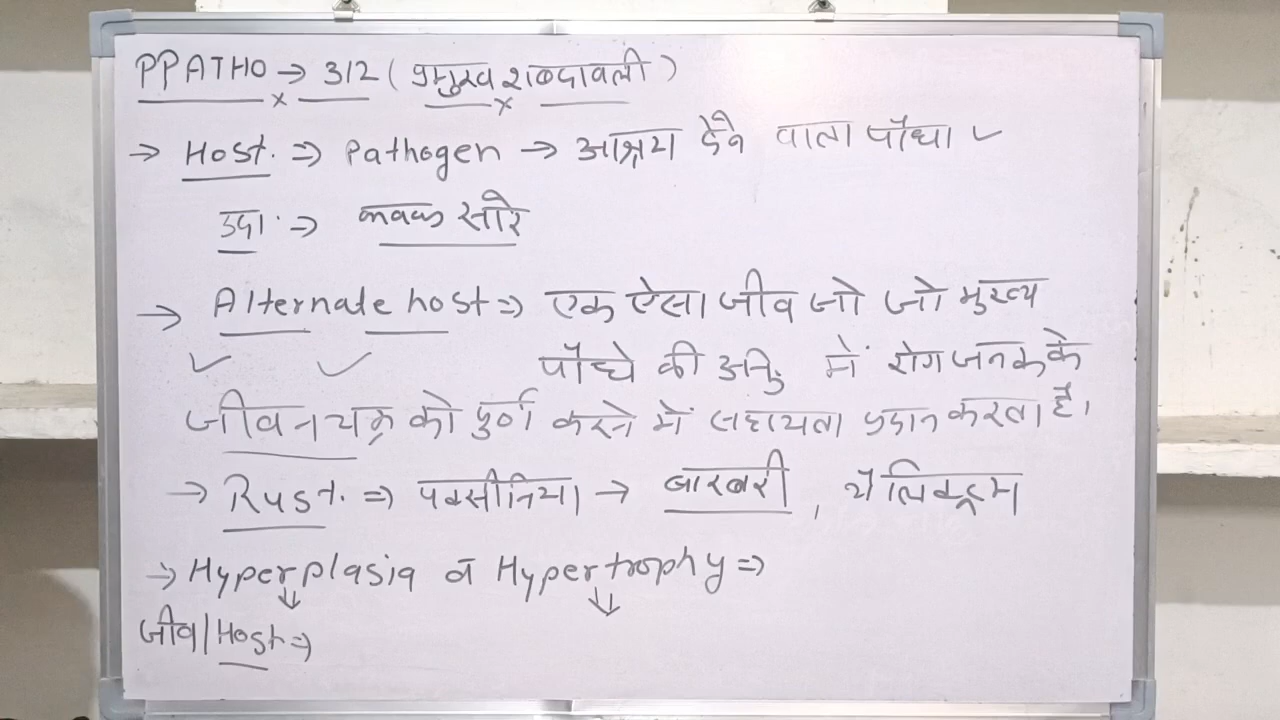 PPATHO → 312 ( प्रमुख शब्दावली )
→ Host. ⇒ Pathogen → आश्रय देने वाला पौधा ✓
उदा. ⇒ कवक स्तोरे
→ Alternate host ⇒ एक ऐसा जीव जो जो मुख्य
पौधे की अनु में रोगजनक के
जीवनचक्र को पुर्ण करने में सहायता प्रदान करता है।
→ Rust. ⇒ पक्सीनिया → बारबरी , थेलिक्ट्रम
→ Hyperplasia व Hypertrophy ⇒
जीव / Host ⇒